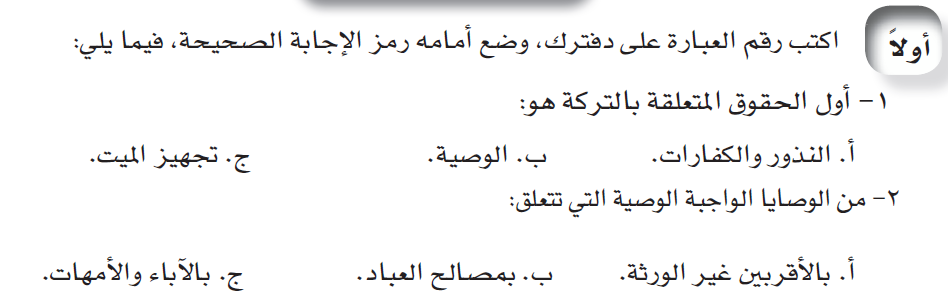 أولاً اكتب رقم العبارة على دفترك، وضع أمامه رمز الإجابة الصحيحة، فيما يلي:
١- أول الحقوق المتعلقة بالتركة هو:
أ. النذور والكفارات. ب. الوصية. ج. تجهيز الميت.
٢- من الوصايا الواجبة الوصية التي تتعلق:
أ. بالأقربين غير الورثة. ب. بمصالح العباد. ج. بالآباء والأمهات.